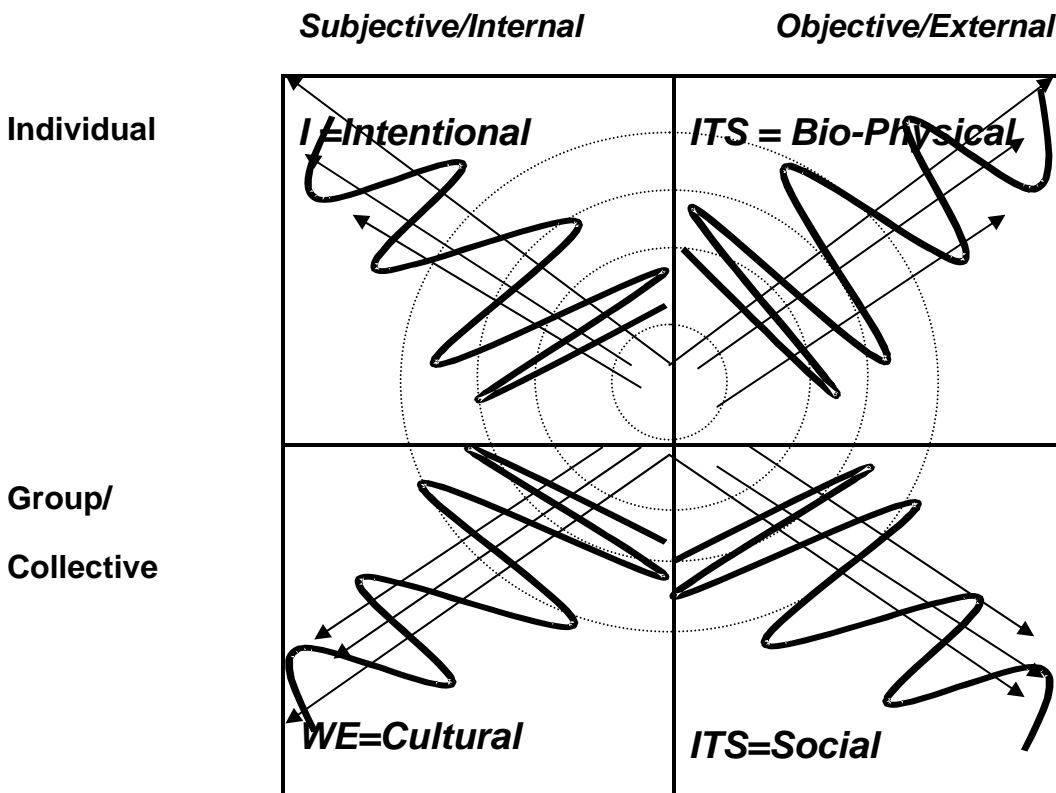 Subjective/Internal Objective/External
Individual
I =Intentional ITS = Bio-Physical
Group/
Collective
WE=Cultural ITS=Social